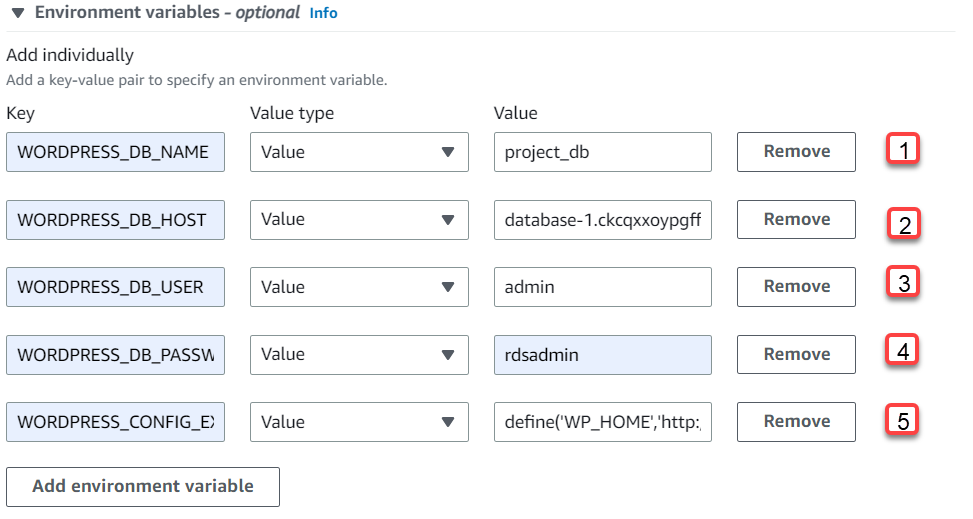 Environment variables - optional Info
Add individually
Add a key-value pair to specify an environment variable.
Key Value type Value
WORDPRESS_DB_NAME Value project_db Remove 1
WORDPRESS_DB_HOST Value database-1.ckcqxxoypgff Remove 2
WORDPRESS_DB_USER Value admin Remove 3
WORDPRESS_DB_PASSW Value rdsadmin Remove 4
WORDPRESS_CONFIG_EX Value define('WP_HOME','http:/ Remove 5
Add environment variable